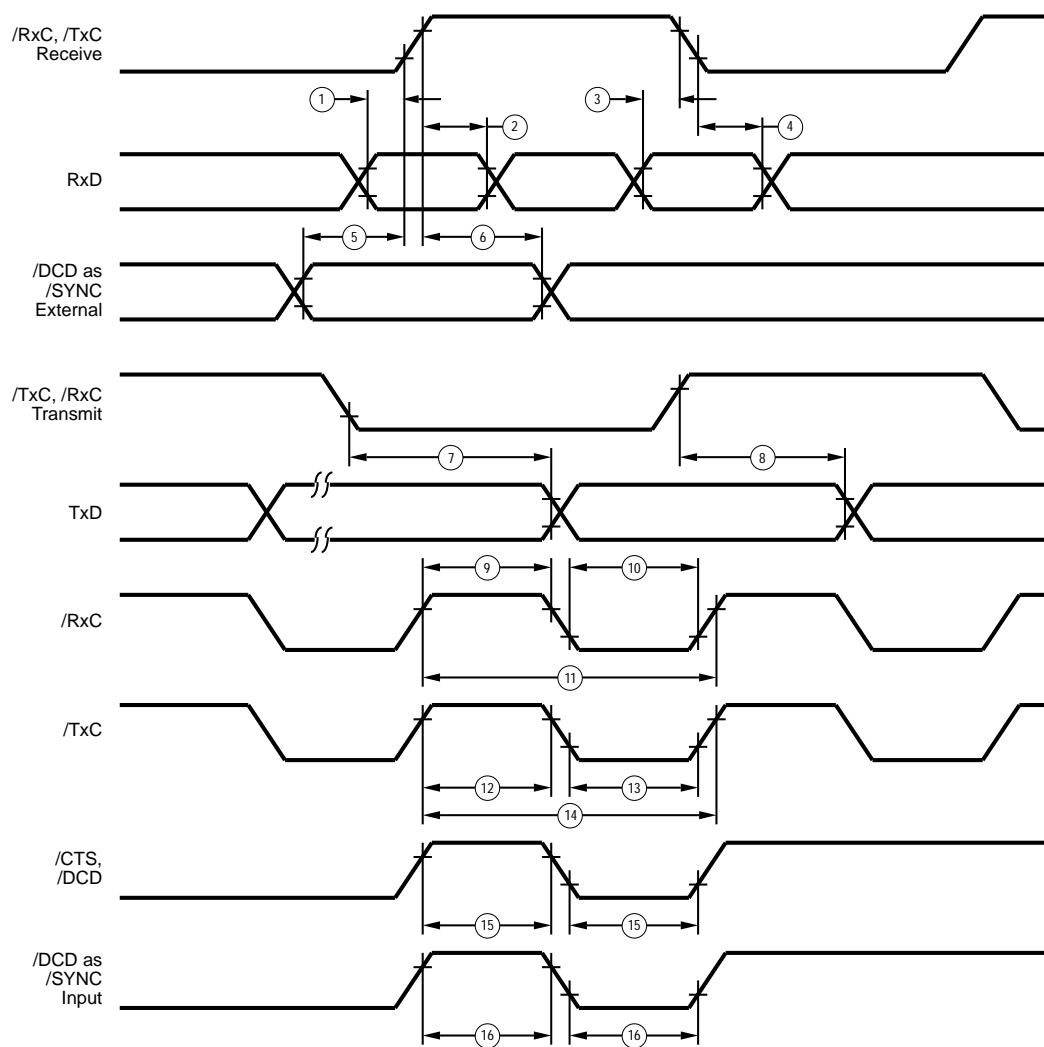 /RxC, /TxC
Receive
1
3
2
4
RxD
5
6
/DCD as
/SYNC
External
/TxC, /RxC
Transmit
7
8
TxD
9
10
/RxC
11
/TxC
12
13
14
/CTS,
/DCD
15
15
/DCD as
/SYNC
Input
16
16